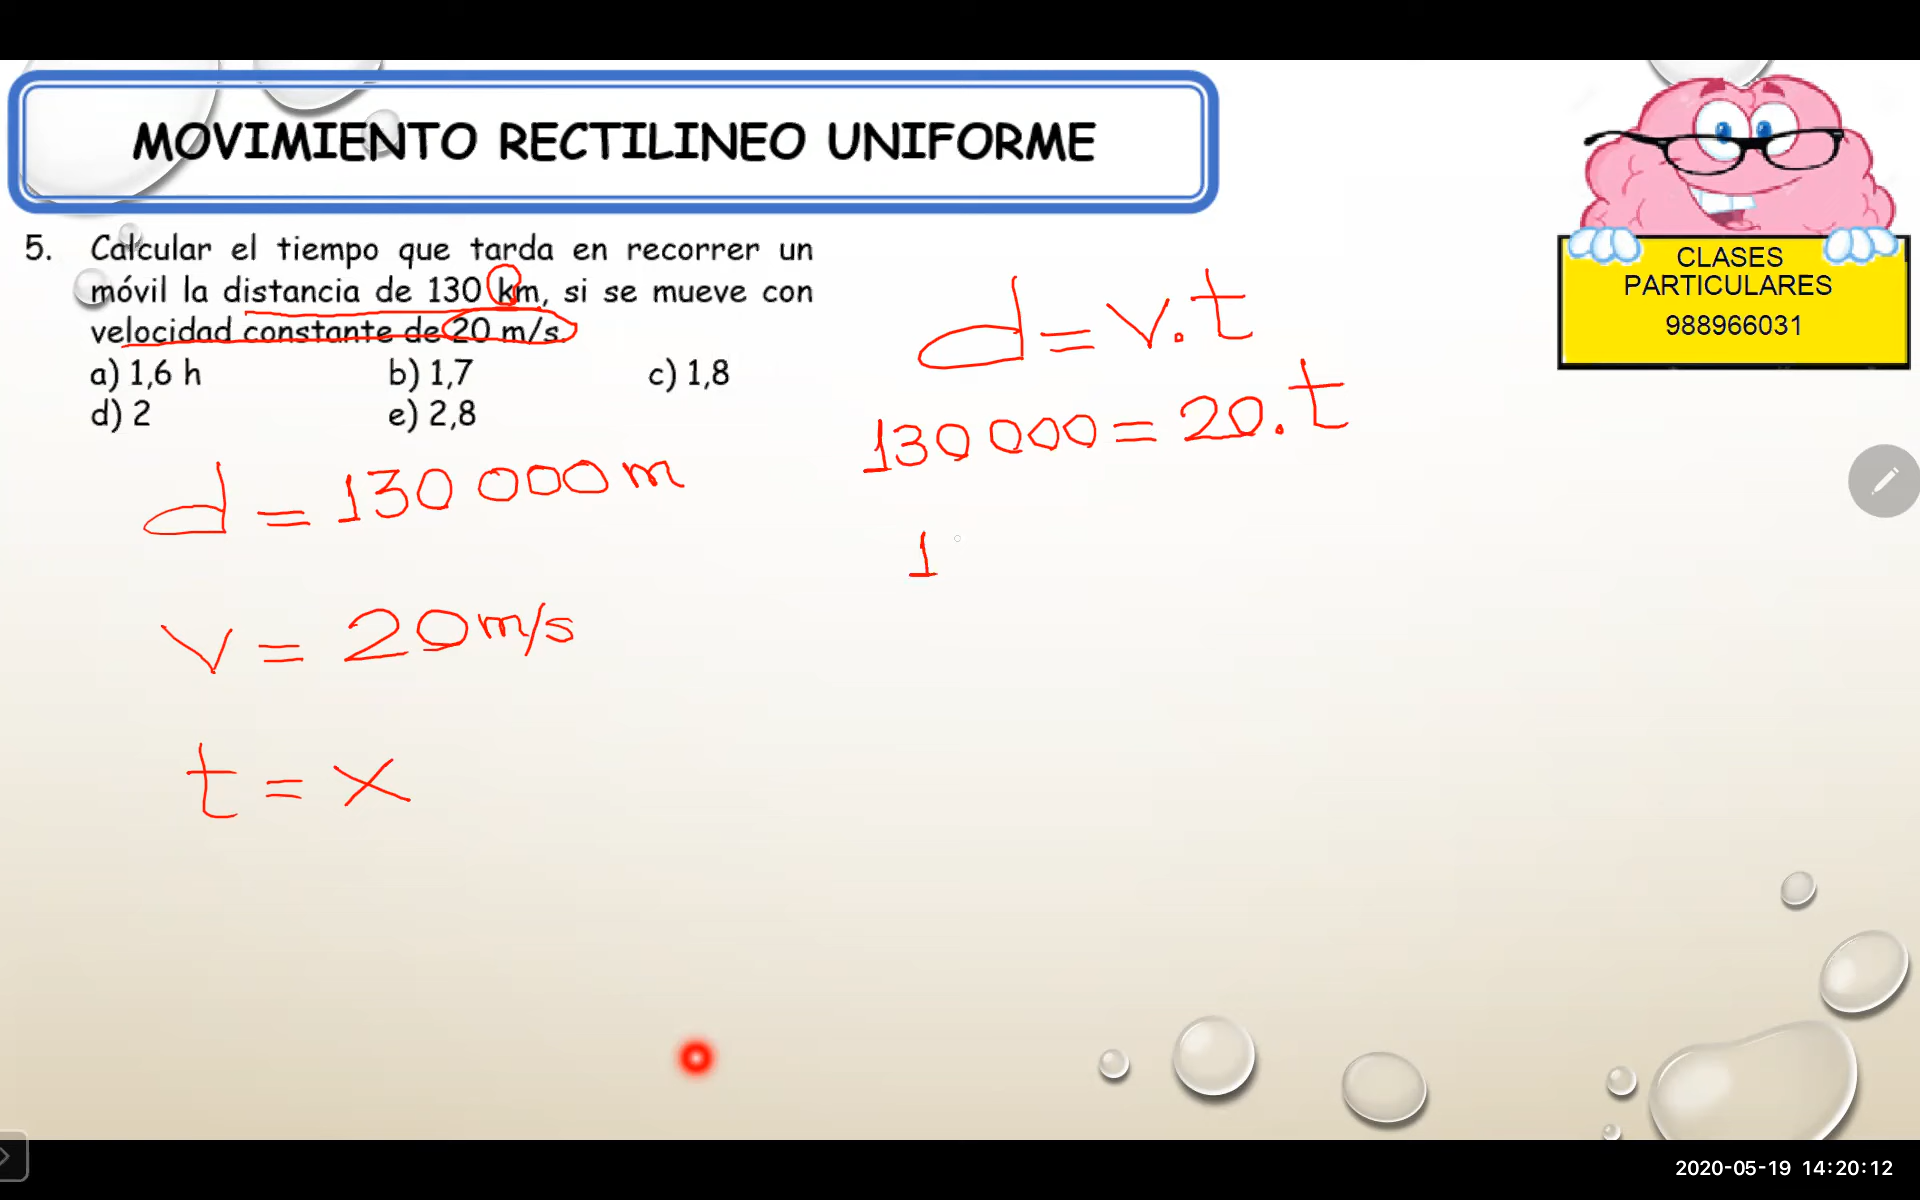 MOVIMIENTO RECTILINEO UNIFORME
5. Calcular el tiempo que tarda en recorrer un
móvil la distancia de 130 km, si se mueve con
velocidad constante de 20 m/s.
a) 1,6 h b) 1,7 c) 1,8
d) 2 e) 2,8
d = 130 000 m
v = 20 m/s
t = x
d = v.t
130 000 = 20.t
1
CLASES
PARTICULARES
988966031
2020-05-19 14:20:12